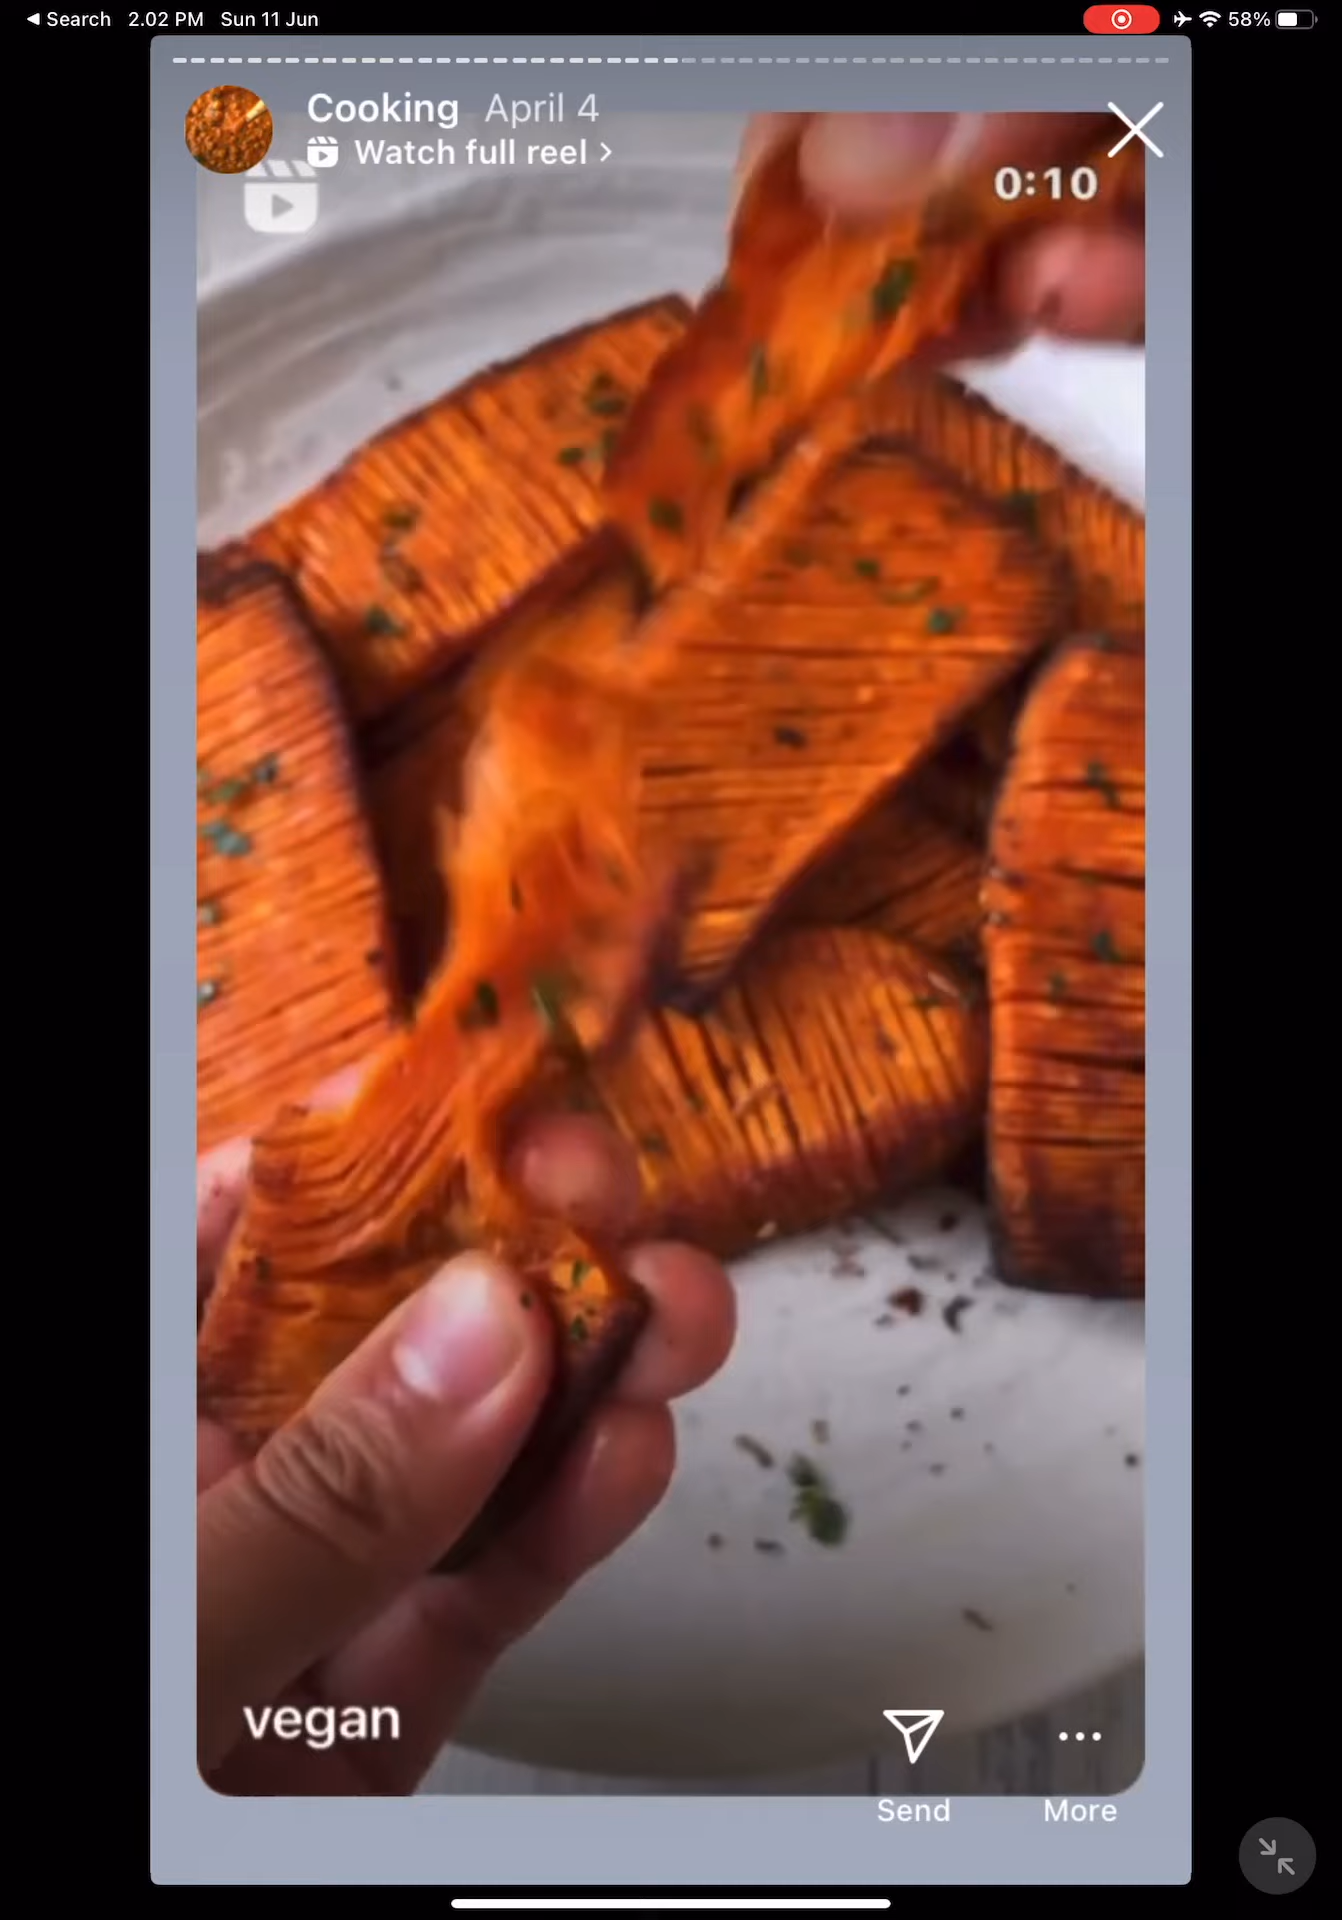 Search 2.02 PM Sun 11 Jun 58%
Cooking April 4
Watch full reel
0:10
vegan
Send
More